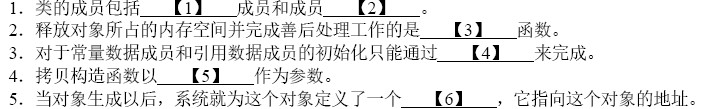 1．类的成员包括 【1】 成员和成员 【2】 。
2．释放对象所占的内存空间并完成善后处理工作的是 【3】 函数。
3．对于常量数据成员和引用数据成员的初始化只能通过 【4】 来完成。
4．拷贝构造函数以 【5】 作为参数。
5．当对象生成以后，系统就为这个对象定义了一个 【6】 ，它指向这个对象的地址。